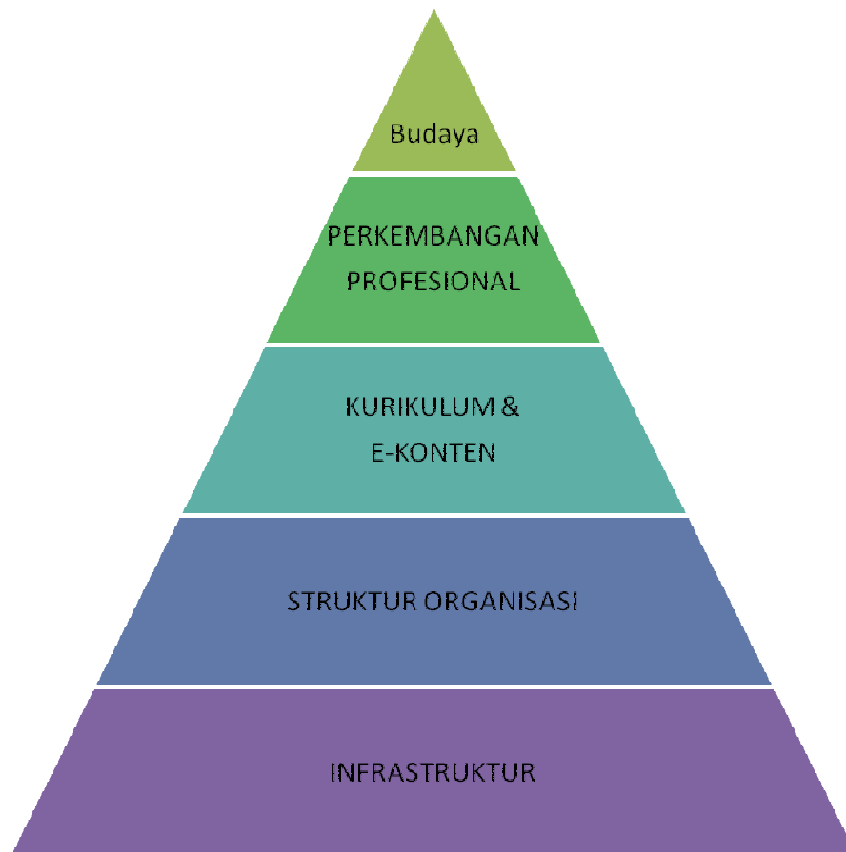 Budaya
PERKEMBANGAN
PROFESIONAL
KURIKULUM &
E-KONTEN
STRUKTUR ORGANISASI
INFRASTRUKTUR